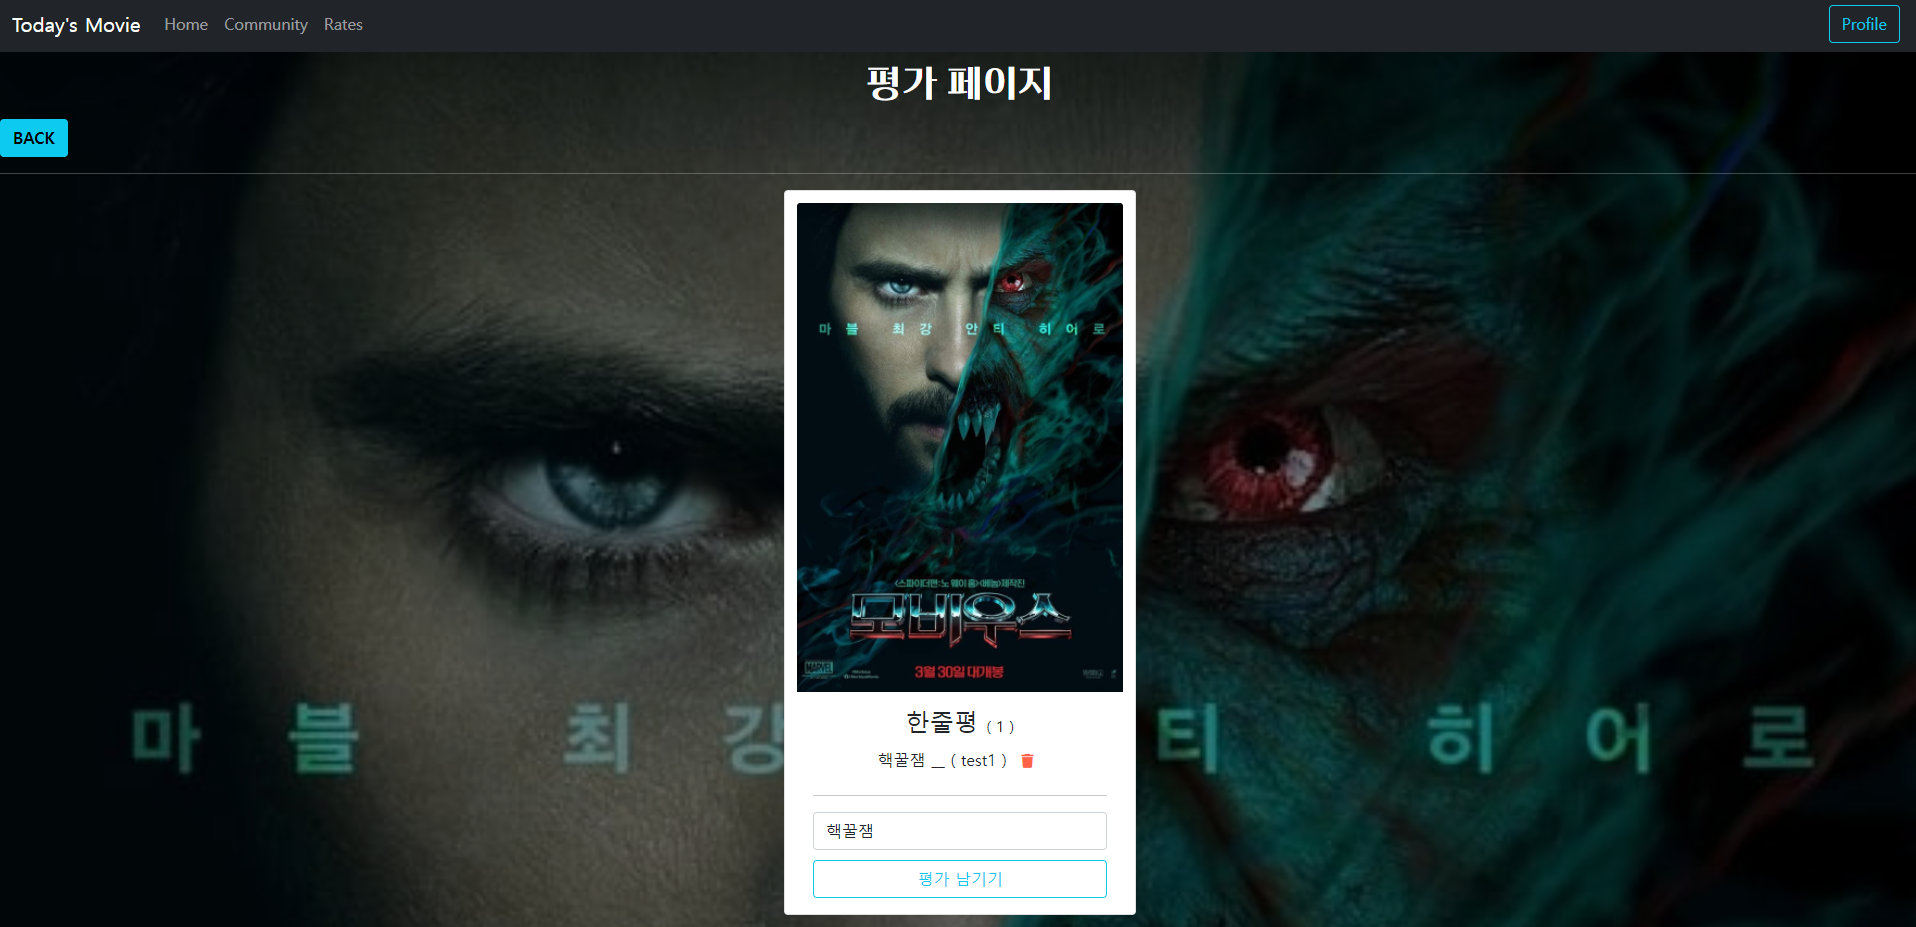 Today's Movie Home Community Rates Profile
평가 페이지
BACK
마블 최강 안티 히어로
<스파이더맨: 노 웨이 홈><베놈> 제작진
모비우스
MARVEL
3월 30일 대개봉
한줄평 ( 1 )
핵꿀잼 __ ( test1 )
핵꿀잼
평가 남기기
마 블 최 강 티 히 어 로